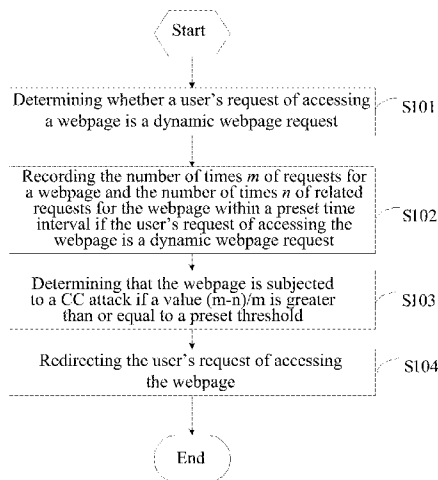 Start
Determining whether a user's request of accessing
a webpage is a dynamic webpage request
S101
Recording the number of times m of requests for
a webpage and the number of times n of related
requests for the webpage within a preset time
interval if the user's request of accessing the
webpage is a dynamic webpage request
S102
Determining that the webpage is subjected
to a CC attack if a value (m-n)/m is greater
than or equal to a preset threshold
S103
Redirecting the user's request of accessing
the webpage
S104
End